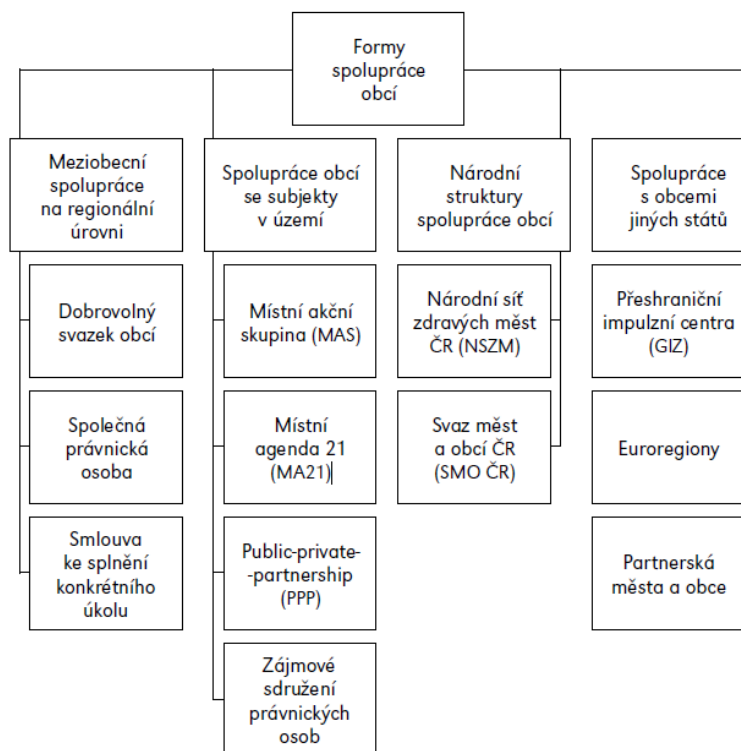 Formy
spolupráce
obcí
Meziobecní
spolupráce
na regionální
úrovni
Dobrovolný
svazek obcí
Společná
právnická
osoba
Smlouva
ke splnění
konkrétního
úkolu
Spolupráce obcí
se subjekty
v území
Místní akční
skupina (MAS)
Místní
agenda 21
(MA21)
Public-private-
-partnership
(PPP)
Zájmové
sdružení
právnických
osob
Národní
struktury
spolupráce obcí
Národní síť
zdravých měst
ČR (NSZM)
Svaz měst
a obcí ČR
(SMO ČR)
Spolupráce
s obcemi
jiných států
Přeshraniční
impulzní centra
(GIZ)
Euroregiony
Partnerská
města a obce